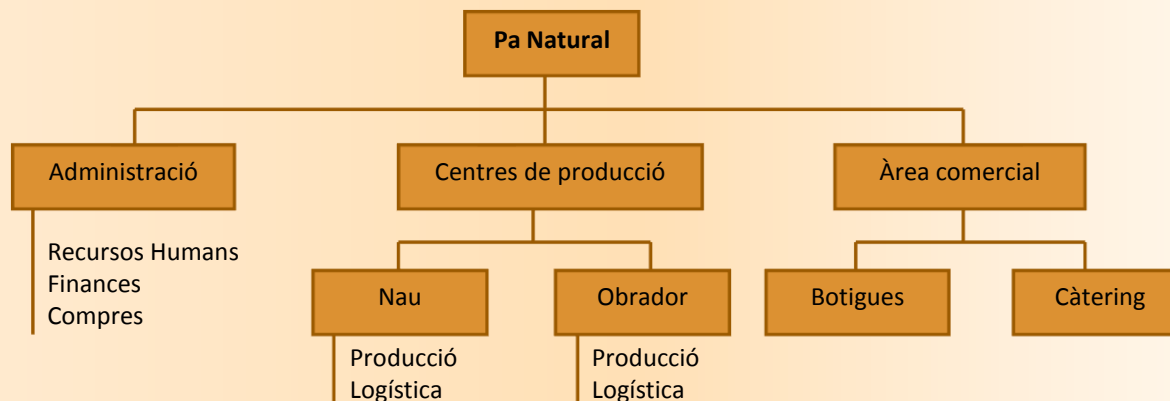 Pa Natural
Administració
Centres de producció
Àrea comercial
Recursos Humans
Finances
Compres
Nau
Obrador
Botigues
Càtering
Producció
Logística
Producció
Logística